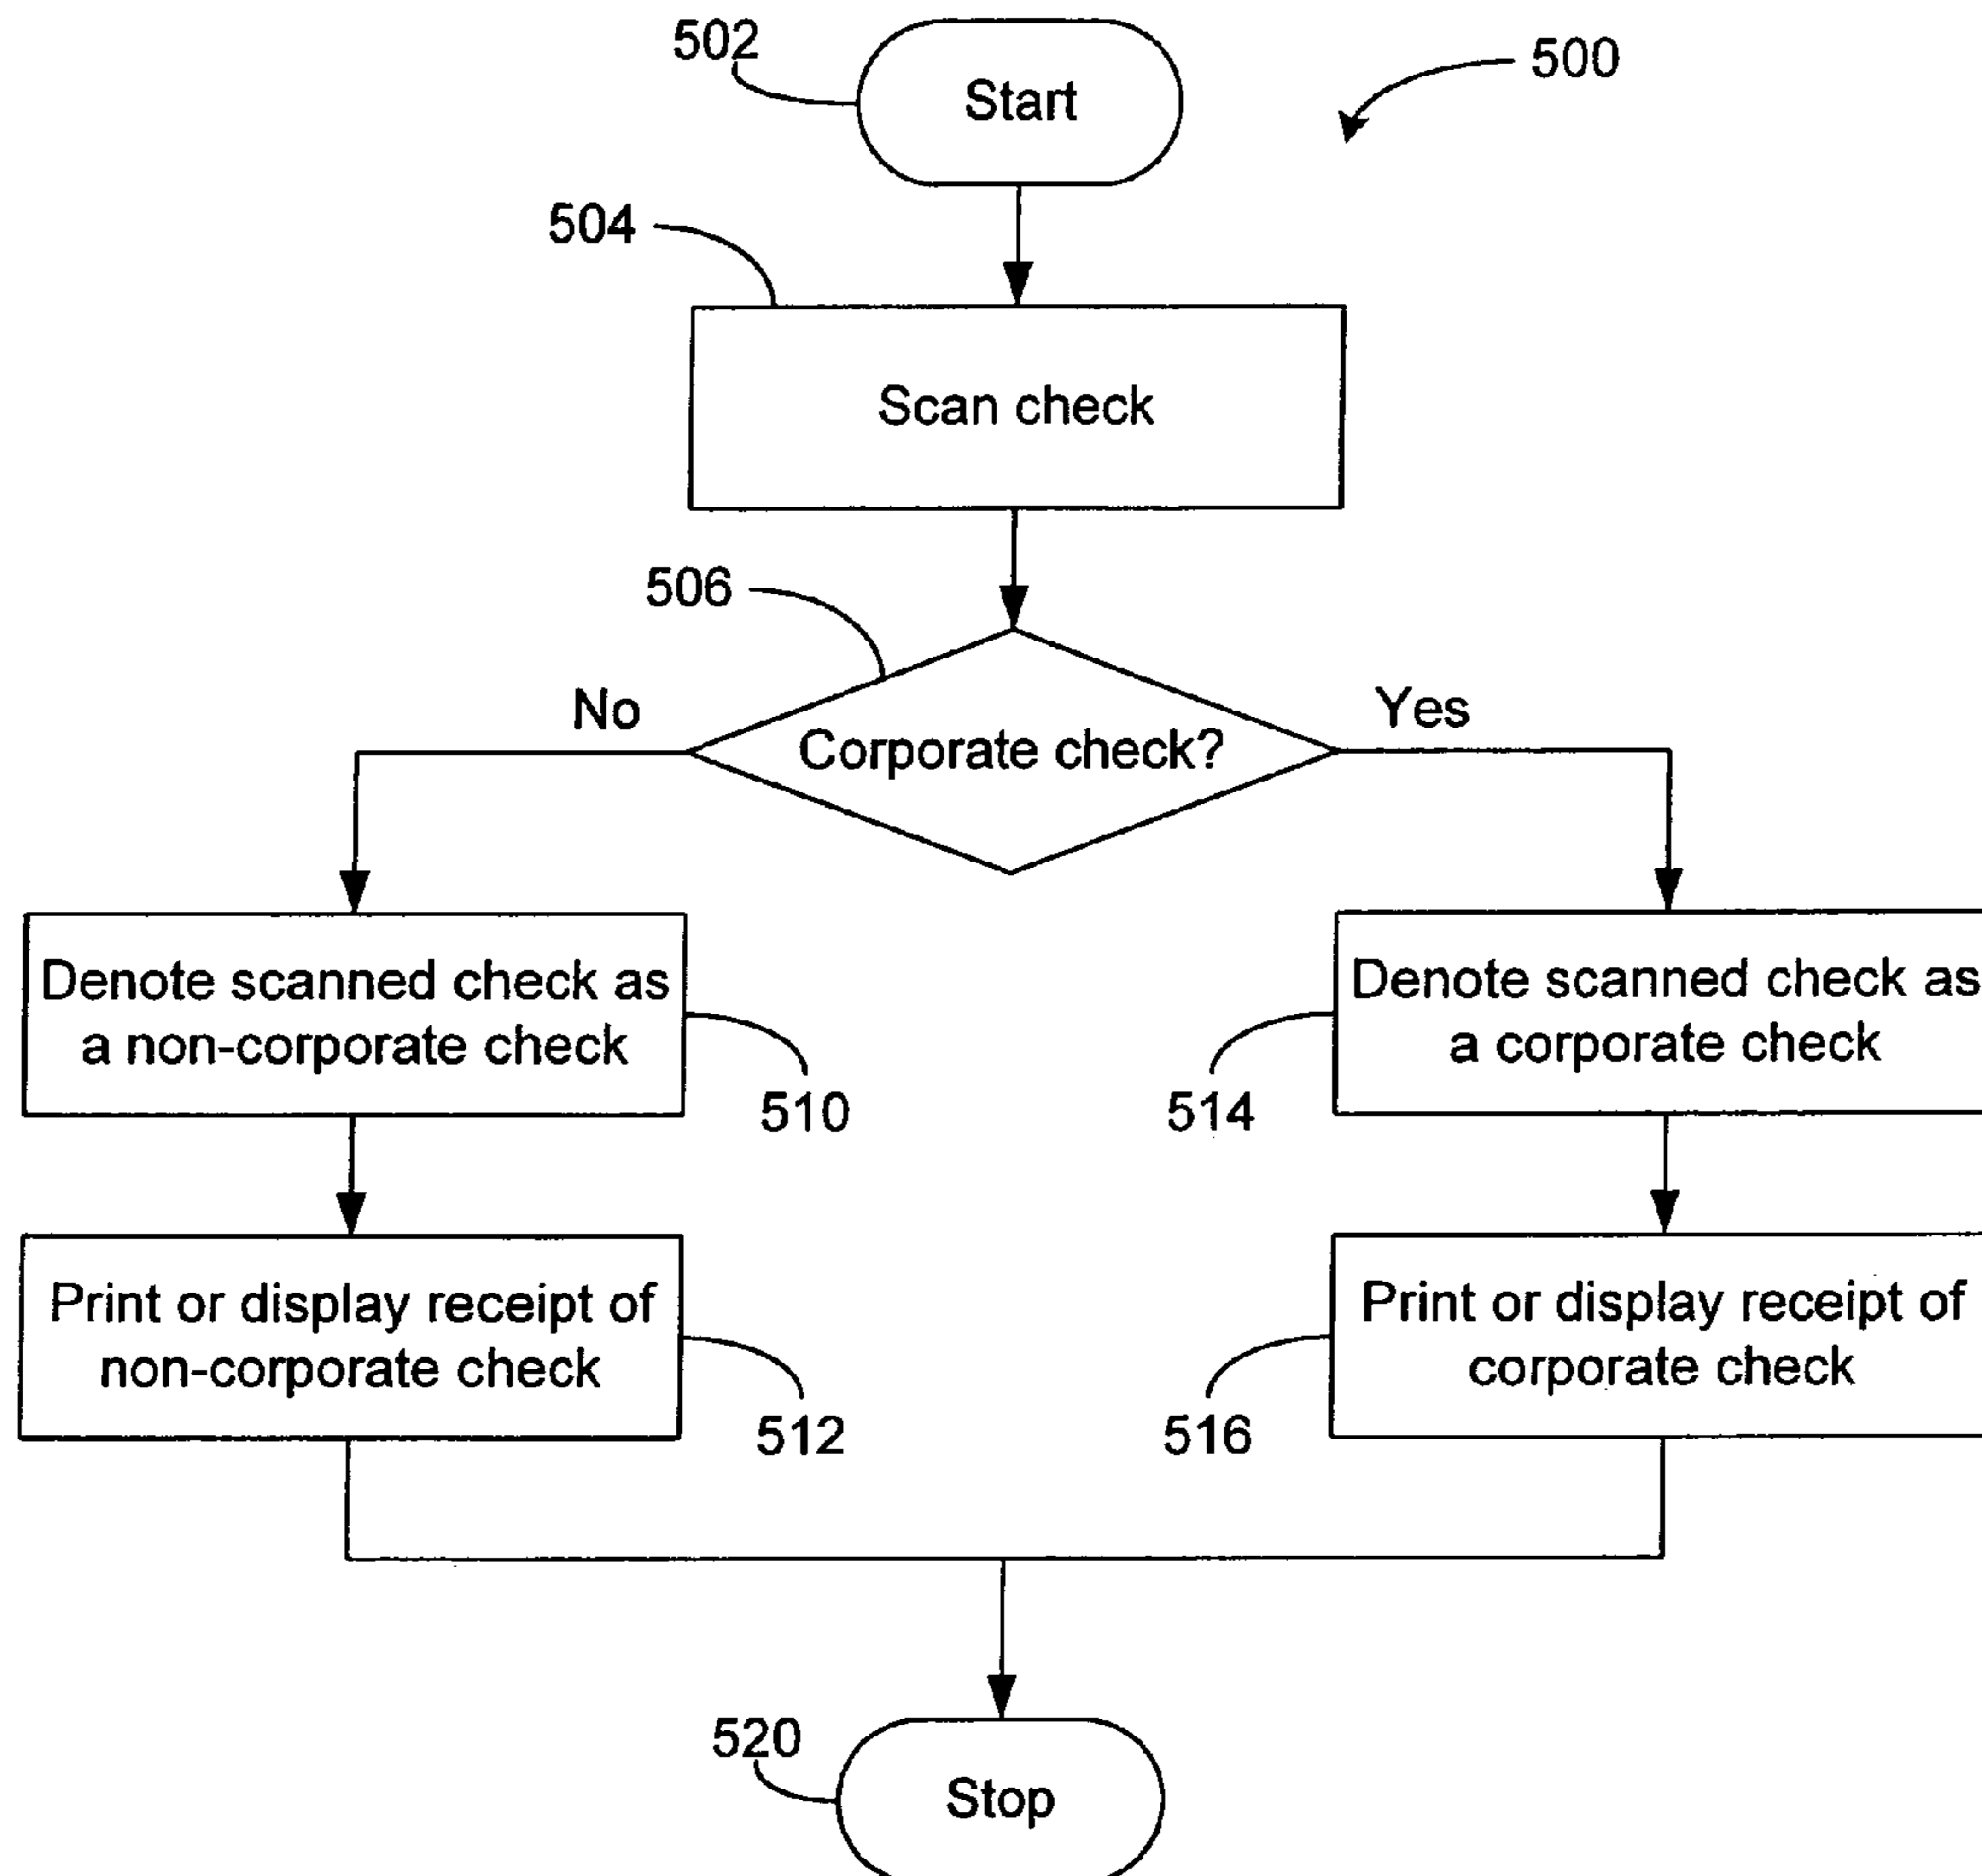 502
Start
500
504
Scan check
506
No
Corporate check?
Yes
Denote scanned check as
a non-corporate check
510
514
Denote scanned check as
a corporate check
Print or display receipt of
non-corporate check
512
516
Print or display receipt of
corporate check
520
Stop